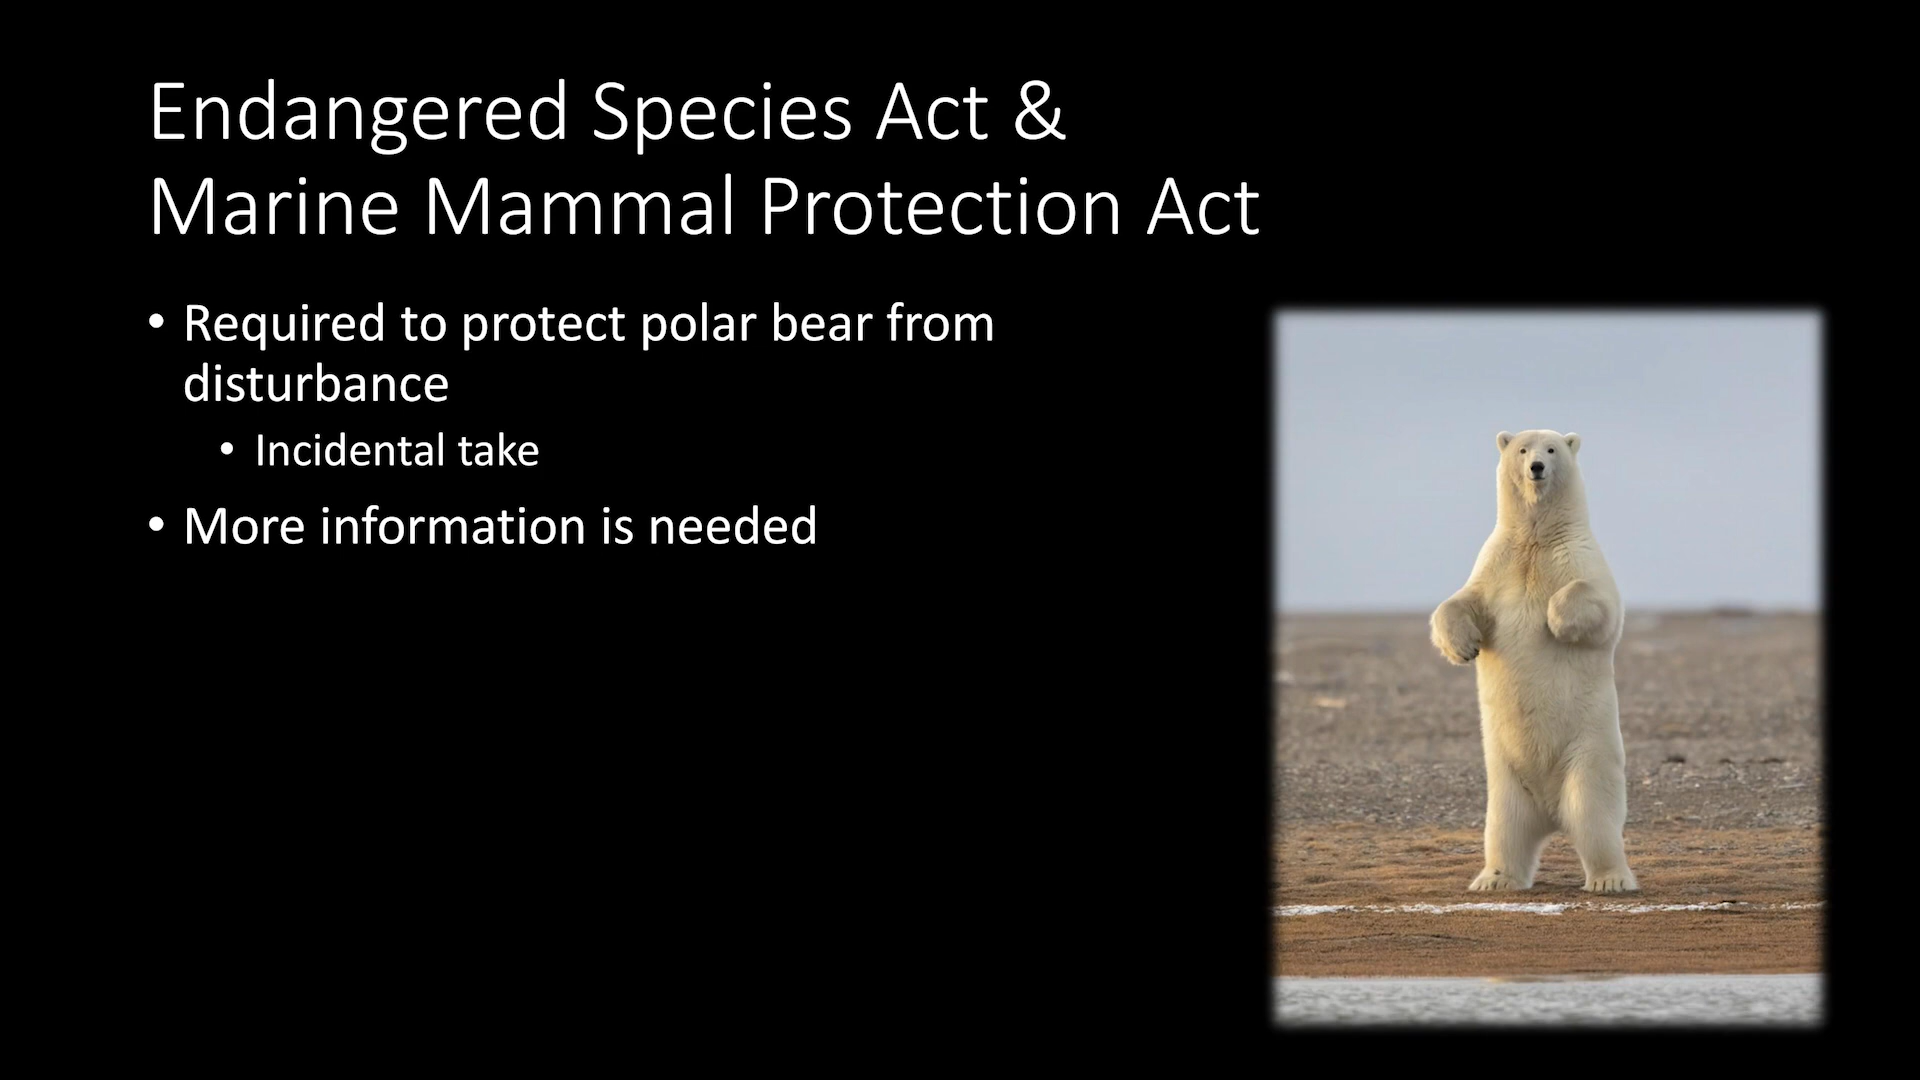 Endangered Species Act &
Marine Mammal Protection Act
• Required to protect polar bear from
disturbance
• Incidental take
• More information is needed